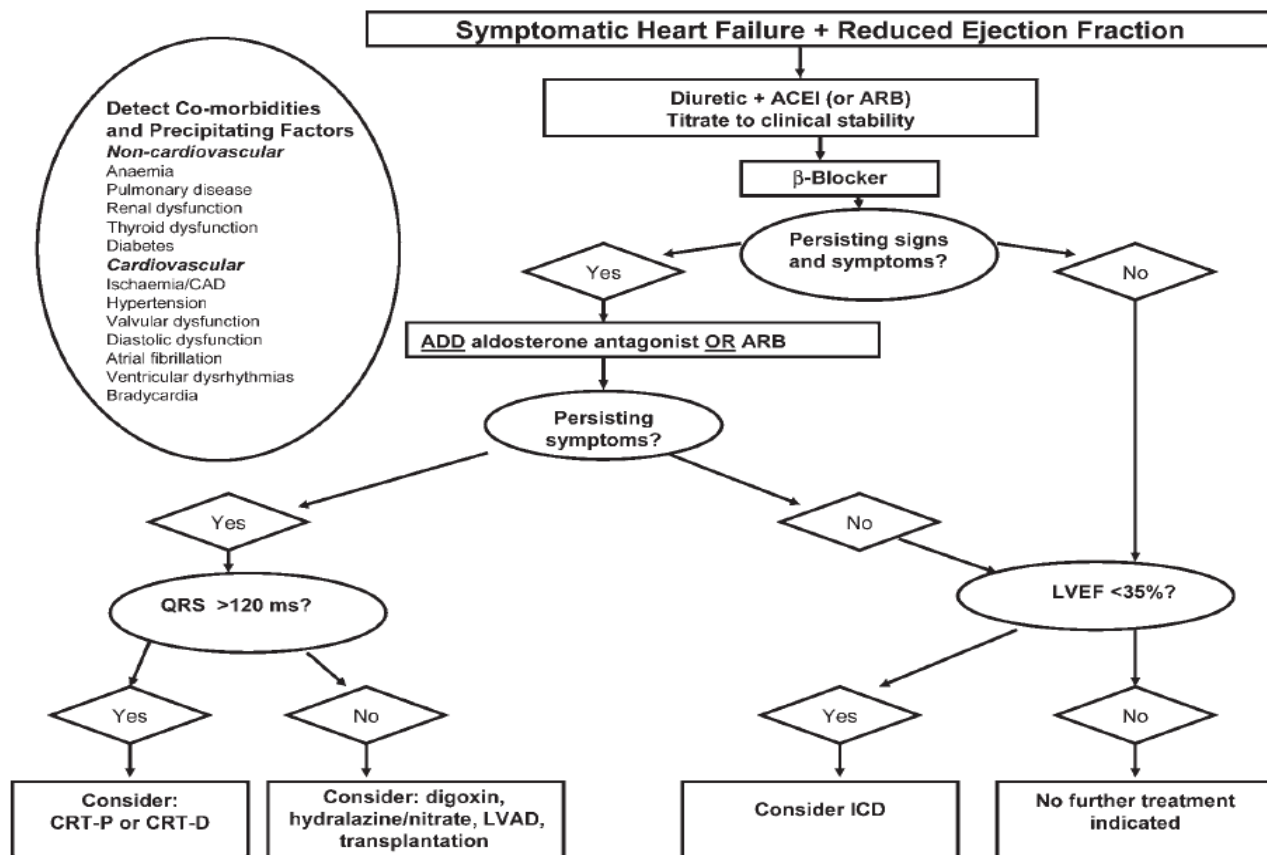 Symptomatic Heart Failure + Reduced Ejection Fraction
Detect Co-morbidities
and Precipitating Factors
Non-cardiovascular
Anaemia
Pulmonary disease
Renal dysfunction
Thyroid dysfunction
Diabetes
Cardiovascular
Ischaemia/CAD
Hypertension
Valvular dysfunction
Diastolic dysfunction
Atrial fibrillation
Ventricular dysrhythmias
Bradycardia
Diuretic + ACEI (or ARB)
Titrate to clinical stability
β-Blocker
Persisting signs
and symptoms?
Yes
No
ADD aldosterone antagonist OR ARB
Persisting
symptoms?
Yes
No
QRS >120 ms?
LVEF <35%?
Yes
No
Yes
No
Consider:
CRT-P or CRT-D
Consider: digoxin,
hydralazine/nitrate, LVAD,
transplantation
Consider ICD
No further treatment
indicated